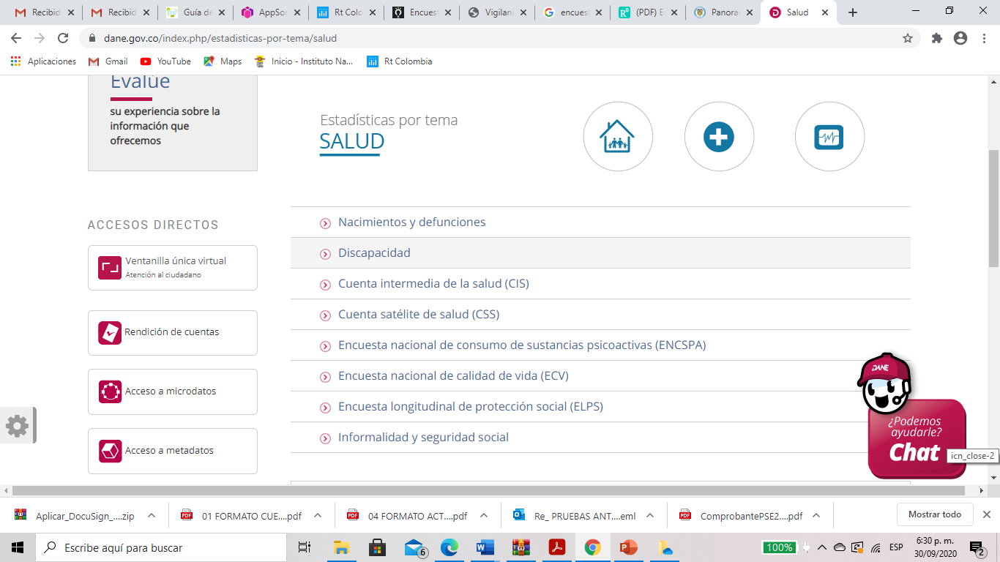 Recibid
Recibid
Guía de
AppSor
Rt Colo
Encuest
Vigilan
encuest
(PDF) E
Panora
Salud
dane.gov.co/index.php/estadisticas-por-tema/salud
Aplicaciones
Gmail
YouTube
Maps
Inicio - Instituto Na...
Rt Colombia
Evalúe
su experiencia sobre la
información que
ofrecemos
Estadísticas por tema
SALUD
ACCESOS DIRECTOS
Ventanilla única virtual
Atención al ciudadano
Rendición de cuentas
Acceso a microdatos
Acceso a metadatos
Nacimientos y defunciones
Discapacidad
Cuenta intermedia de la salud (CIS)
Cuenta satélite de salud (CSS)
Encuesta nacional de consumo de sustancias psicoactivas (ENCSPA)
Encuesta nacional de calidad de vida (ECV)
Encuesta longitudinal de protección social (ELPS)
Informalidad y seguridad social
DANE
¿Podemos
ayudarle?
Chat
icn_close-2
Aplicar_DocuSign_....zip
01 FORMATO CUE....pdf
04 FORMATO ACT....pdf
Re_ PRUEBAS ANT....eml
ComprobantePSE2....pdf
Mostrar todo
Escribe aquí para buscar
6
100%
ESP
6:30 p. m.
30/09/2020
2